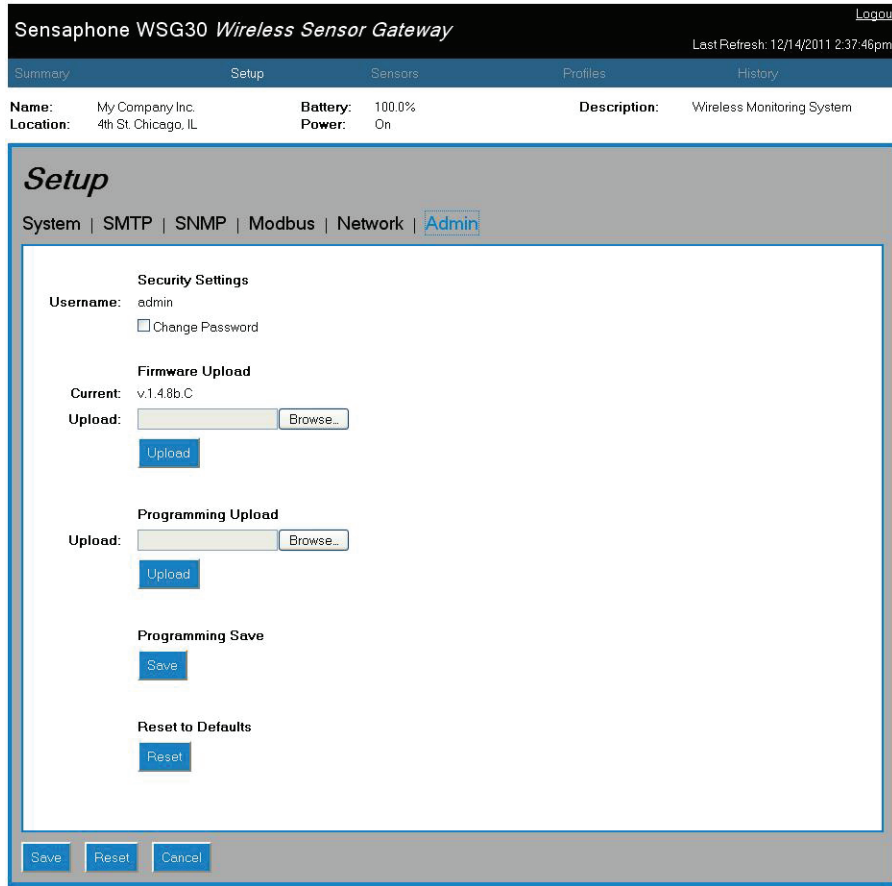 Sensaphone WSG30 Wireless Sensor Gateway
Logou
Last Refresh: 12/14/2011 2:37:46pm
Summary Setup Sensors Profiles History
Name: My Company Inc. Battery: 100.0% Description: Wireless Monitoring System
Location: 4th St. Chicago, IL Power: On
Setup
System | SMTP | SNMP | Modbus | Network | Admin
Security Settings
Username: admin
Change Password
Firmware Upload
Current: v.1.4.8b.C
Upload: Browse...
Upload
Programming Upload
Upload: Browse...
Upload
Programming Save
Save
Reset to Defaults
Reset
Save Reset Cancel